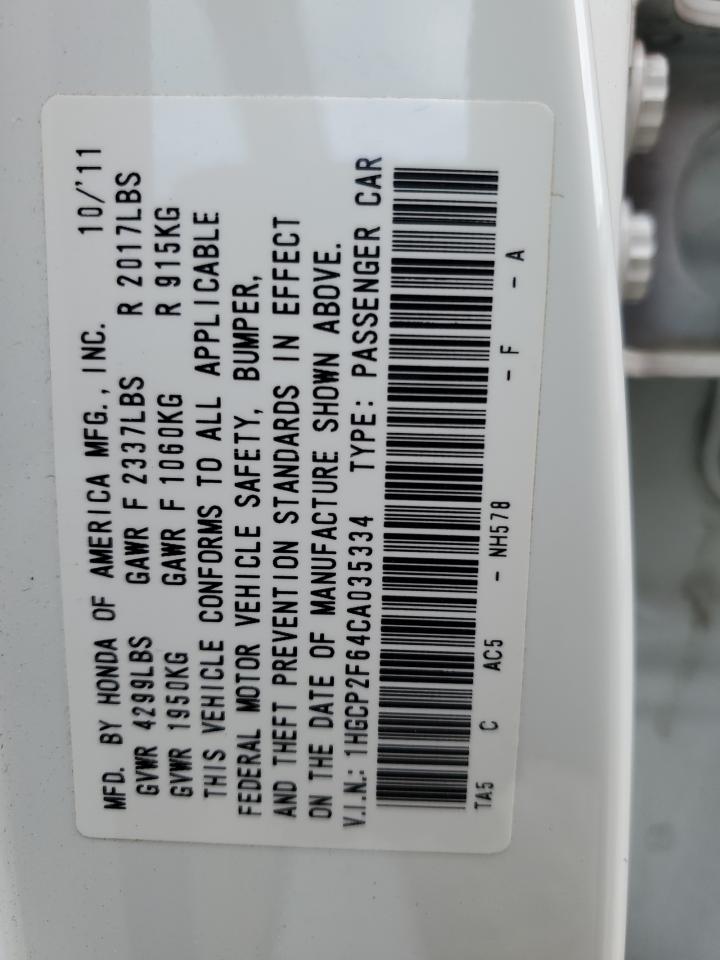 MFD. BY HONDA OF AMERICA MFG., INC. 10/'11
GVWR 4299LBS GAWR F 2337LBS R 2017LBS
GVWR 1950KG GAWR F 1060KG R 915KG
THIS VEHICLE CONFORMS TO ALL APPLICABLE
FEDERAL MOTOR VEHICLE SAFETY, BUMPER,
AND THEFT PREVENTION STANDARDS IN EFFECT
ON THE DATE OF MANUFACTURE SHOWN ABOVE.
V.I.N.: 1HGCP2F64CA035334 TYPE: PASSENGER CAR
TA5 C AC5 - NH578 - F - A